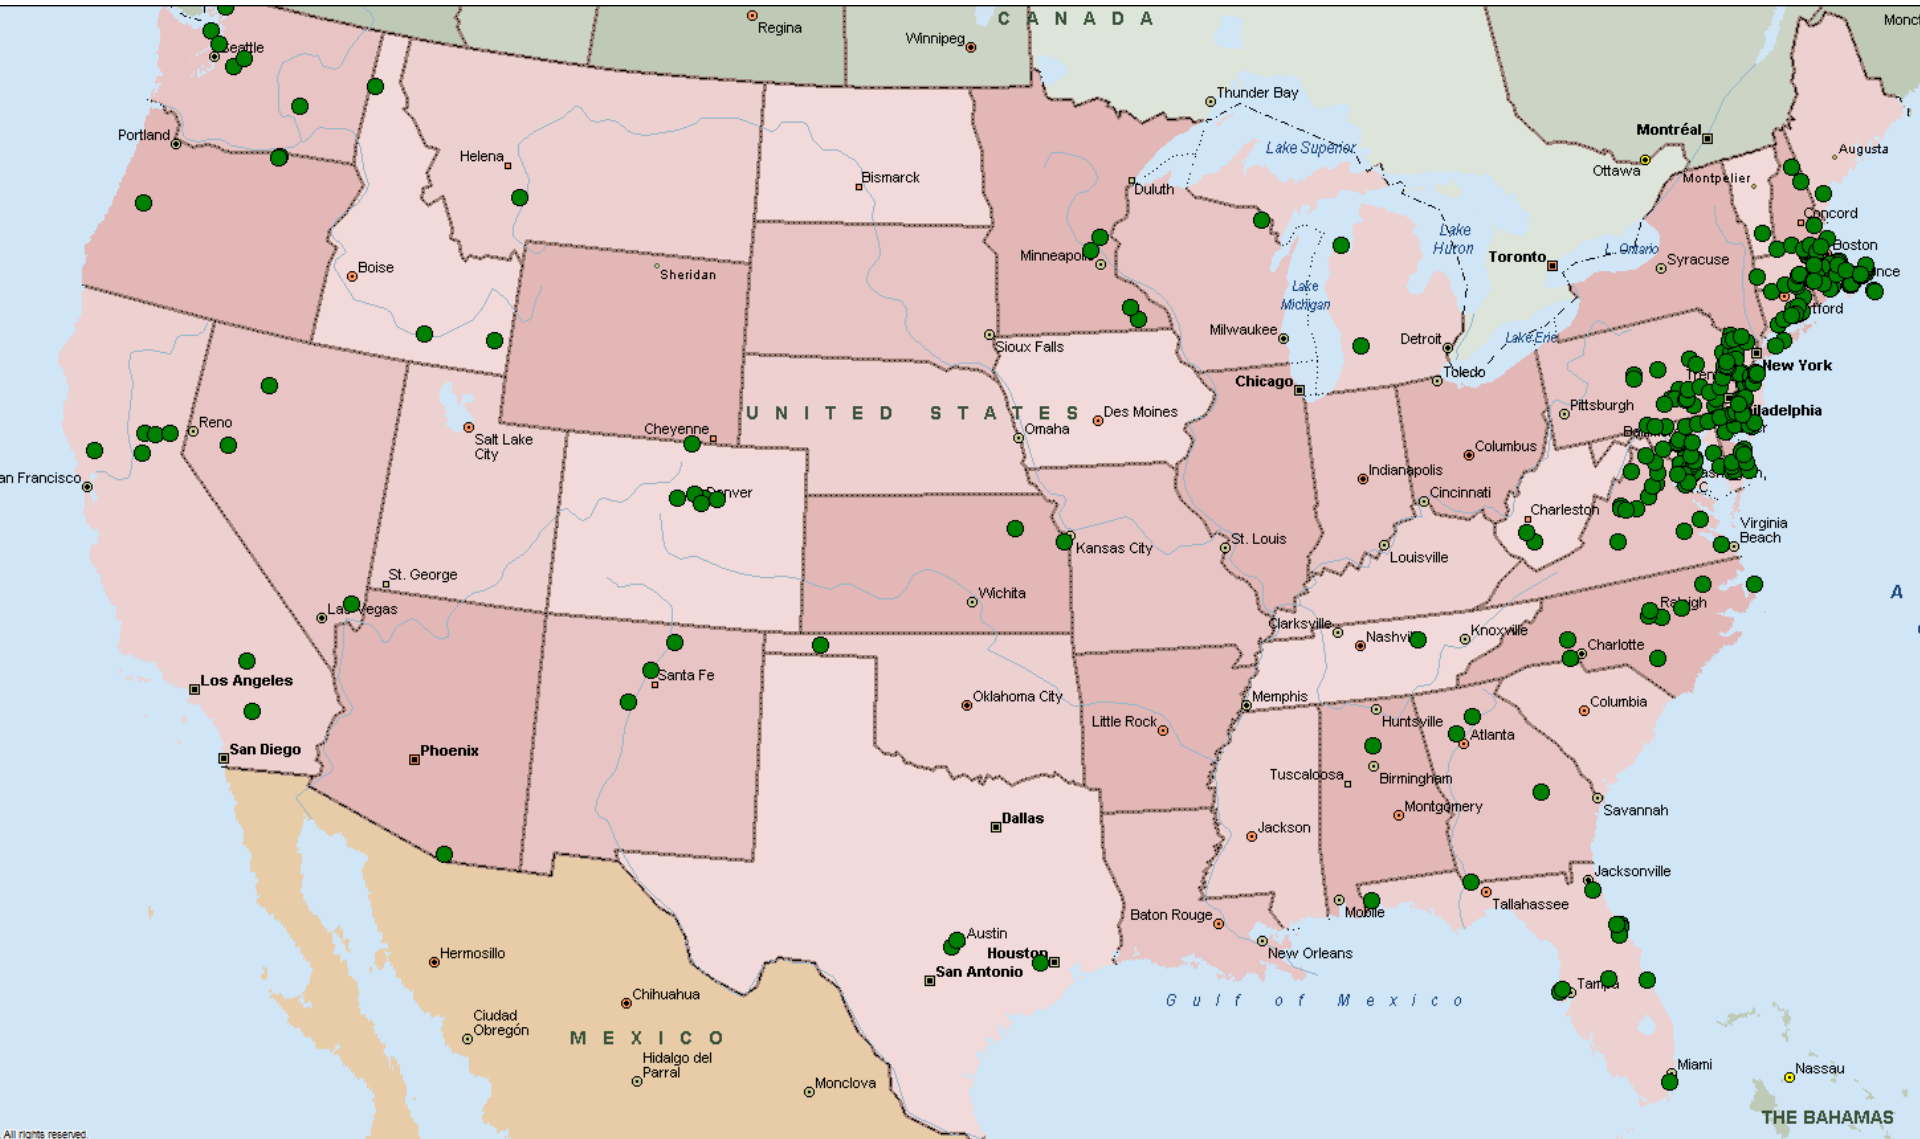 CANADA
Regina
Winnipeg
Seattle
Thunder Bay
Montréal
Ottawa
Augusta
Montpelier
Portland
Helena
Lake Superior
Bismarck
Duluth
Concord
Lake
Huron
Boston
Toronto
L. Ontario
Syracuse
Boise
Sheridan
Minneapol
Lake
Michigan
Milwaukee
Detroit
Lake Erie
Sioux Falls
Toledo
New York
Chicago
UNITED STATES
Des Moines
Pittsburgh
iladelphia
Reno
Salt Lake
City
Cheyenne
Omaha
Columbus
Indianapolis
an Francisco
Cincinnati
Charleston
Virginia
Beach
Kansas City
St. Louis
Louisville
St. George
Wichita
Las Vegas
Clarksville
Nashvil
Knoxville
Charlotte
Los Angeles
Santa Fe
Oklahoma City
Memphis
Columbia
Little Rock
Huntsville
Atlanta
San Diego
Phoenix
Tuscaloosa
Birmingham
Montgomery
Savannah
Dallas
Jackson
Jacksonville
Tallahassee
Baton Rouge
Mobile
Austin
Houston
New Orleans
San Antonio
Hermosillo
Chihuahua
Gulf of Mexico
Tampa
Ciudad
Obregón
MEXICO
Hidalgo del
Parral
Monclova
Miami
Nassau
THE BAHAMAS
All rights reserved.